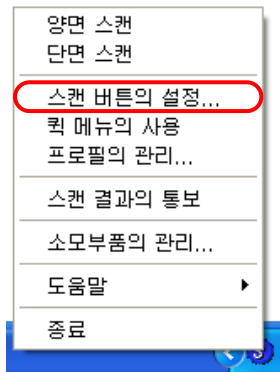 양면 스캔
단면 스캔
스캔 버튼의 설정...
퀵 메뉴의 사용
프로필의 관리...
스캔 결과의 통보
소모부품의 관리...
도움말
종료
S